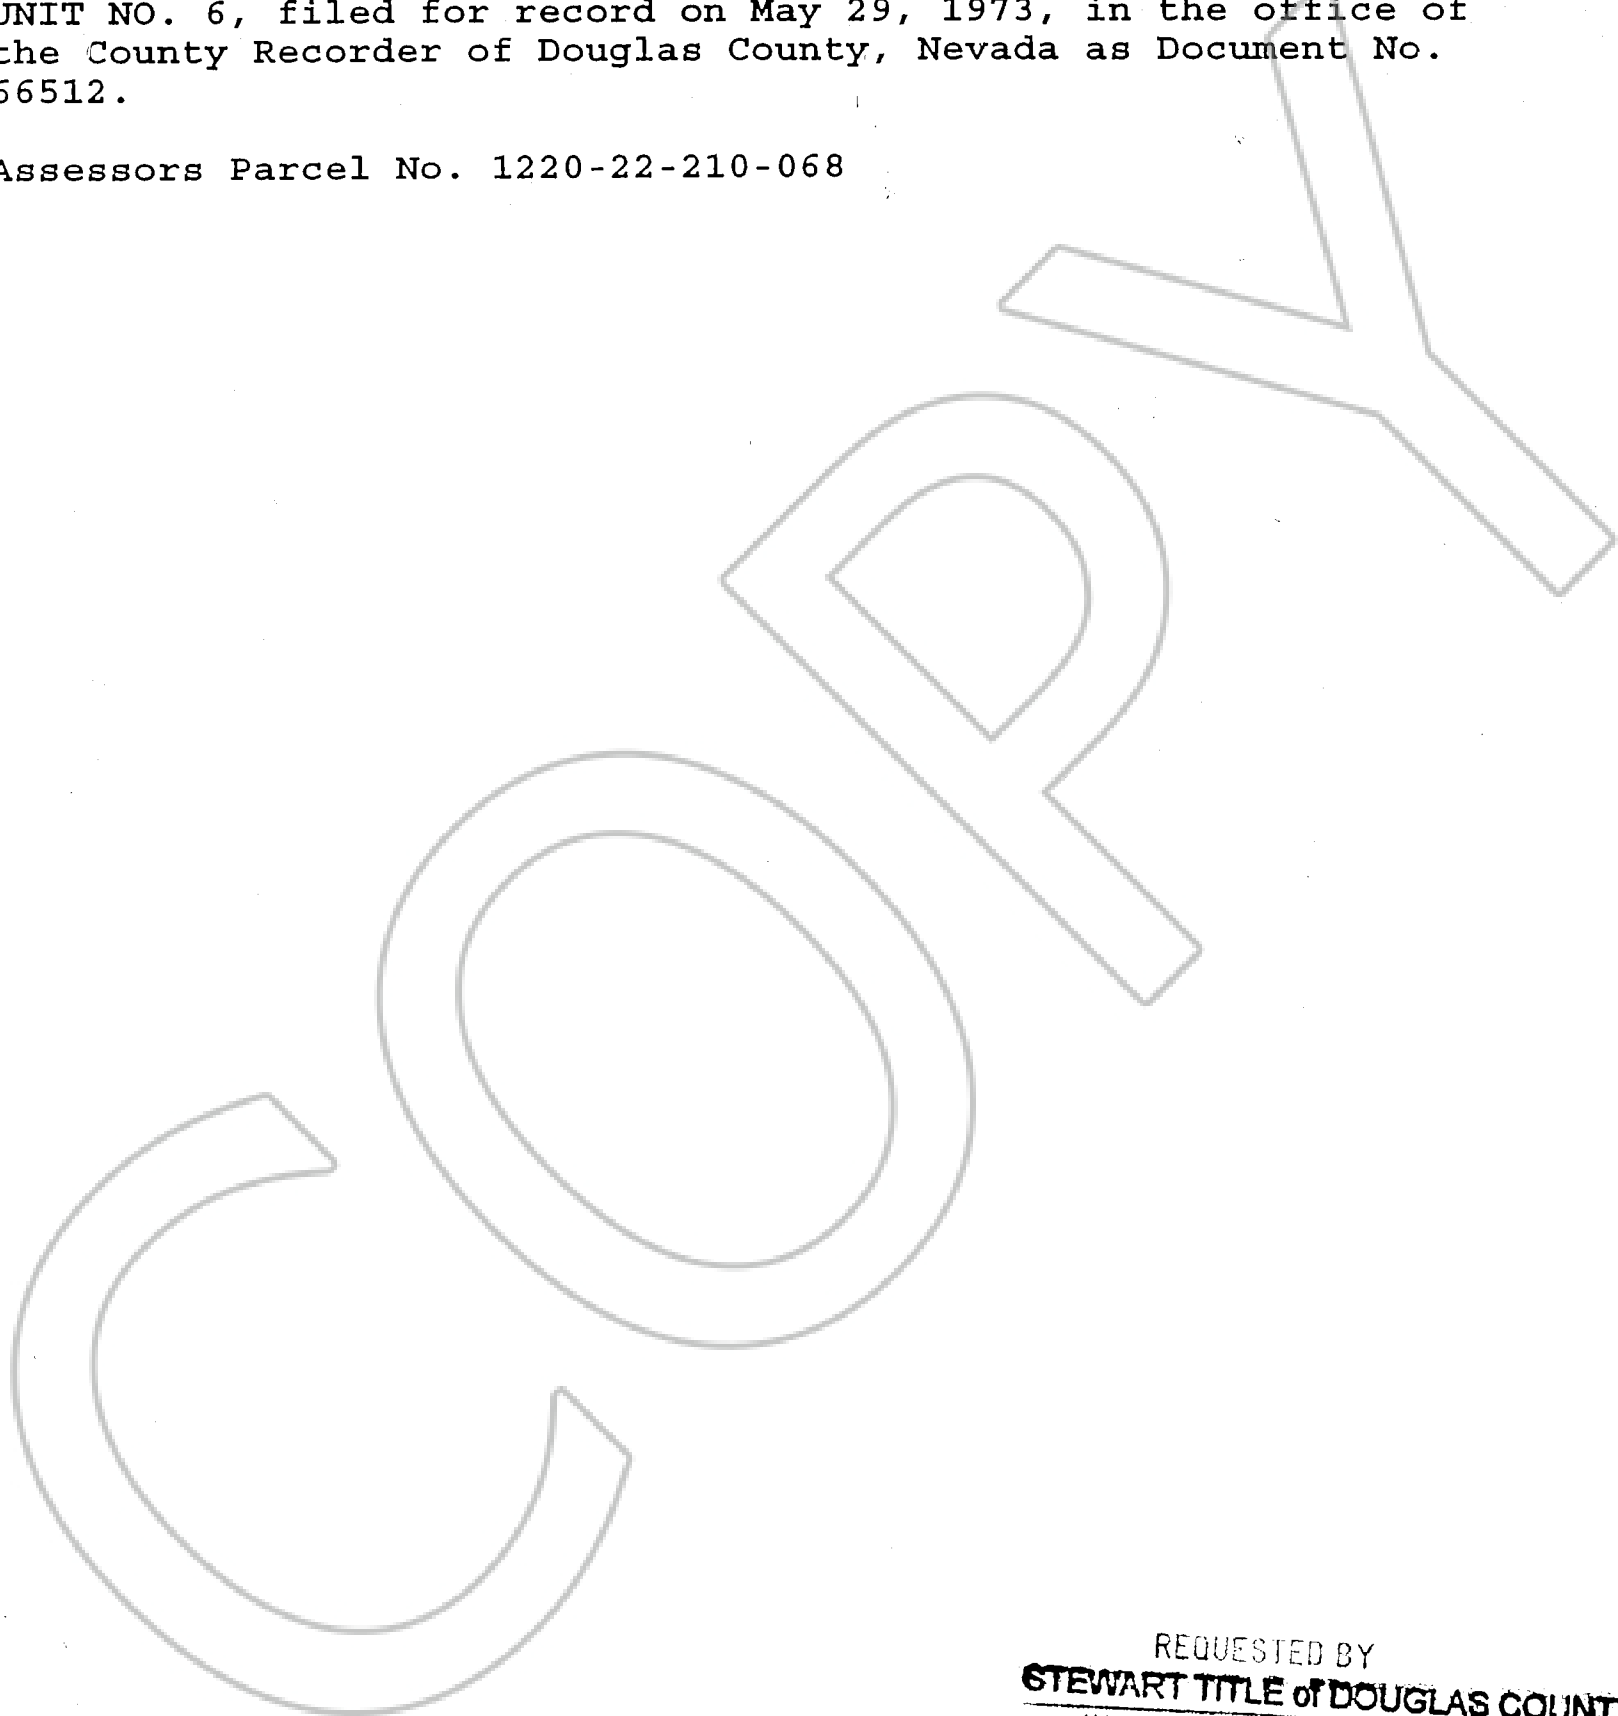 UNIT NO. 6, filed for record on May 29, 1973, in the office of
the County Recorder of Douglas County, Nevada as Document No.
66512.
Assessors Parcel No. 1220-22-210-068
COPY
REQUESTED BY
STEWART TITLE of DOUGLAS COUNT